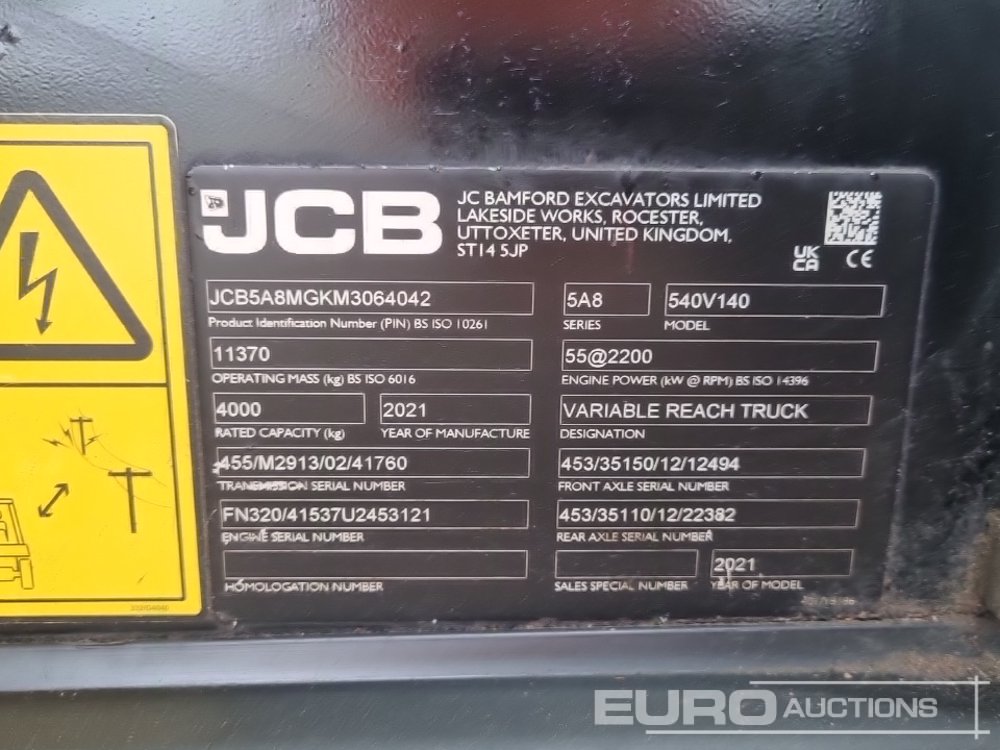 JCB
JC BAMFORD EXCAVATORS LIMITED
LAKESIDE WORKS, ROCESTER,
UTTOXETER, UNITED KINGDOM,
ST14 5JP
UK
CA CE
JCB5A8MGKM3064042 5A8 540V140
Product Identification Number (PIN) BS ISO 10261 SERIES MODEL
11370 55@2200
OPERATING MASS (kg) BS ISO 6016 ENGINE POWER (kW @ RPM) BS ISO 14396
4000 2021 VARIABLE REACH TRUCK
RATED CAPACITY (kg) YEAR OF MANUFACTURE DESIGNATION
455/M2913/02/41760 453/35150/12/12494
TRANSMISSION SERIAL NUMBER FRONT AXLE SERIAL NUMBER
FN320/41537U2453121 453/35110/12/22382
ENGINE SERIAL NUMBER REAR AXLE SERIAL NUMBER
2021
HOMOLOGATION NUMBER SALES SPECIAL NUMBER YEAR OF MODEL
EURO AUCTIONS